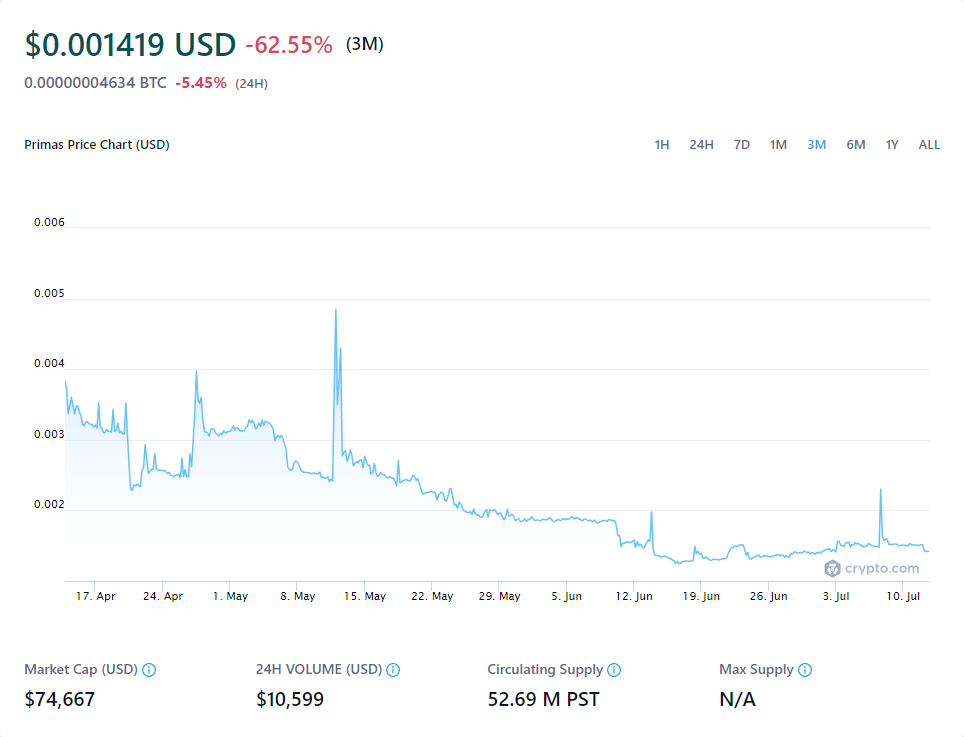 $0.001419 USD -62.55% (3M)
0.00000004634 BTC -5.45% (24H)
Primas Price Chart (USD) 1H 24H 7D 1M 3M 6M 1Y ALL
0.006
0.005
0.004
0.003
0.002
crypto.com
17. Apr 24. Apr 1. May 8. May 15. May 22. May 29. May 5. Jun 12. Jun 19. Jun 26. Jun 3. Jul 10. Jul
Market Cap (USD) 24H VOLUME (USD) Circulating Supply Max Supply
$74,667 $10,599 52.69 M PST N/A